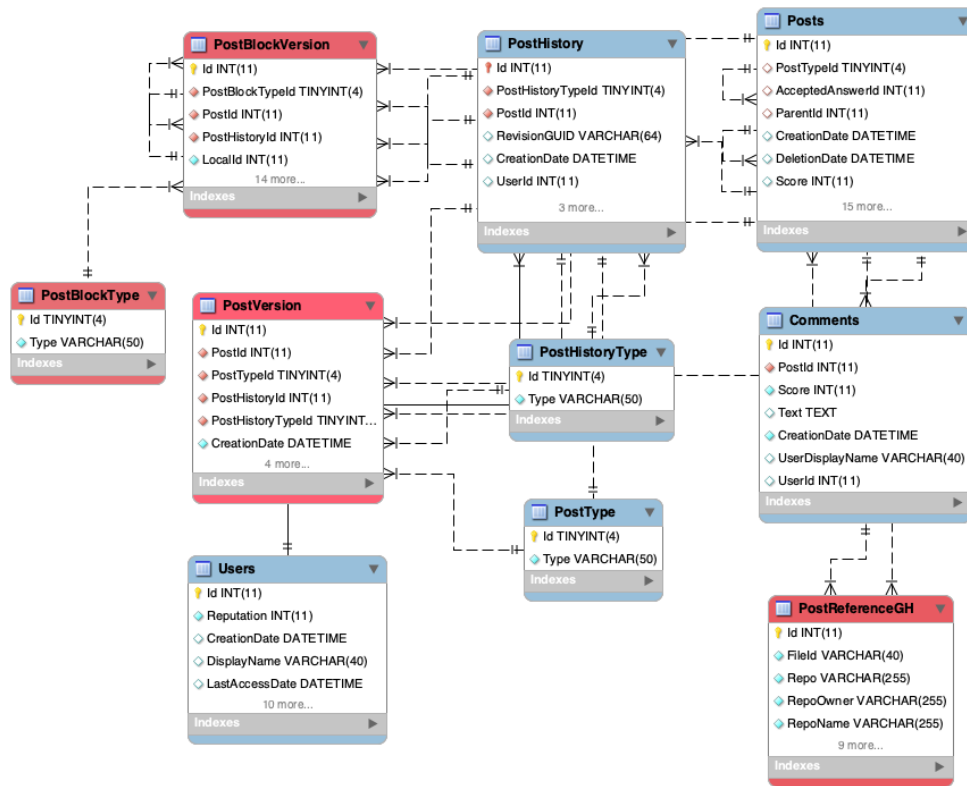 PostBlockVersion
Id INT(11)
PostBlockTypeId TINYINT(4)
PostId INT(11)
PostHistoryId INT(11)
LocalId INT(11)
14 more...
Indexes
PostHistory
Id INT(11)
PostHistoryTypeId TINYINT(4)
PostId INT(11)
RevisionGUID VARCHAR(64)
CreationDate DATETIME
UserId INT(11)
3 more...
Indexes
Posts
Id INT(11)
PostTypeId TINYINT(4)
AcceptedAnswerId INT(11)
ParentId INT(11)
CreationDate DATETIME
DeletionDate DATETIME
Score INT(11)
15 more...
Indexes
PostBlockType
Id TINYINT(4)
Type VARCHAR(50)
Indexes
PostVersion
Id INT(11)
PostId INT(11)
PostTypeId TINYINT(4)
PostHistoryId INT(11)
PostHistoryTypeId TINYINT...
CreationDate DATETIME
4 more...
Indexes
PostHistoryType
Id TINYINT(4)
Type VARCHAR(50)
Indexes
Comments
Id INT(11)
PostId INT(11)
Score INT(11)
Text TEXT
CreationDate DATETIME
UserDisplayName VARCHAR(40)
UserId INT(11)
Indexes
PostType
Id TINYINT(4)
Type VARCHAR(50)
Indexes
Users
Id INT(11)
Reputation INT(11)
CreationDate DATETIME
DisplayName VARCHAR(40)
LastAccessDate DATETIME
10 more...
Indexes
PostReferenceGH
Id INT(11)
FileId VARCHAR(40)
Repo VARCHAR(255)
RepoOwner VARCHAR(255)
RepoName VARCHAR(255)
9 more...
Indexes